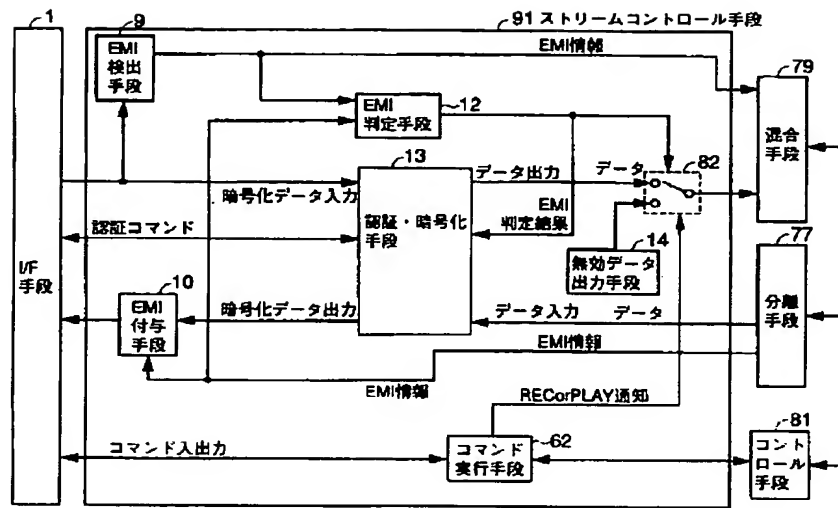 1
I/F
手段
91 ストリームコントロール手段
9
EMI
検出
手段
EMI情報
EMI
判定手段
12
79
混合
手段
13
認証・暗号化
手段
暗号化データ入力
データ出力
データ
82
EMI
判定結果
認証コマンド
14
無効データ
出力手段
77
分離
手段
10
EMI
付与
手段
暗号化データ出力
データ入力
データ
EMI情報
EMI情報
RECorPLAY通知
コマンド入出力
62
コマンド
実行手段
81
コント
ロール
手段